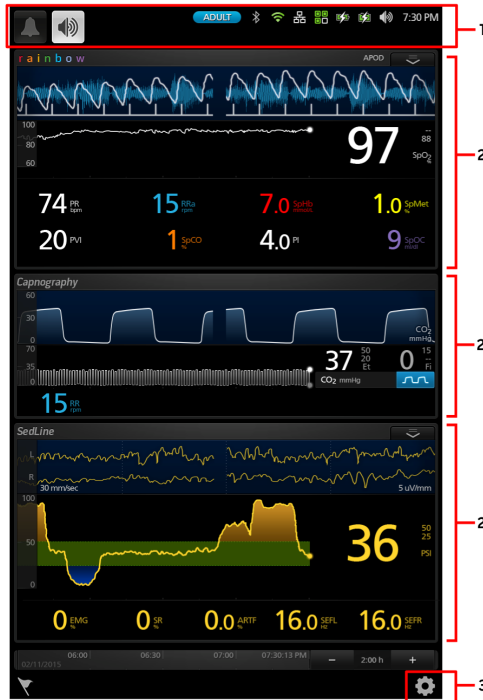 ADULT 7:30 PM
1
rainbow APOD
100
80
60
97 --
88
SpO2
%
2
74 PR bpm 15 RRa rpm 7.0 SpHb mmol/l 1.0 SpMet %
20 PVI 1 SpCO % 4.0 PI 9 SpOC ml/dl
Capnography
60
30
0
CO2
mmHg
2
70
35
0
37 50 20 Et 0 15 -- Fi
CO2 mmHg
15 RR rpm
SedLine
L
R
30 mm/sec 5 uV/mm
100
50
0
36 50
25
PSI
2
0 EMG % 0 SR % 0.0 ARTF % 16.0 SEFL Hz 16.0 SEFR Hz
06:00 06:30 07:00 07:30:13 PM − 2:00 h +
02/11/2015
3